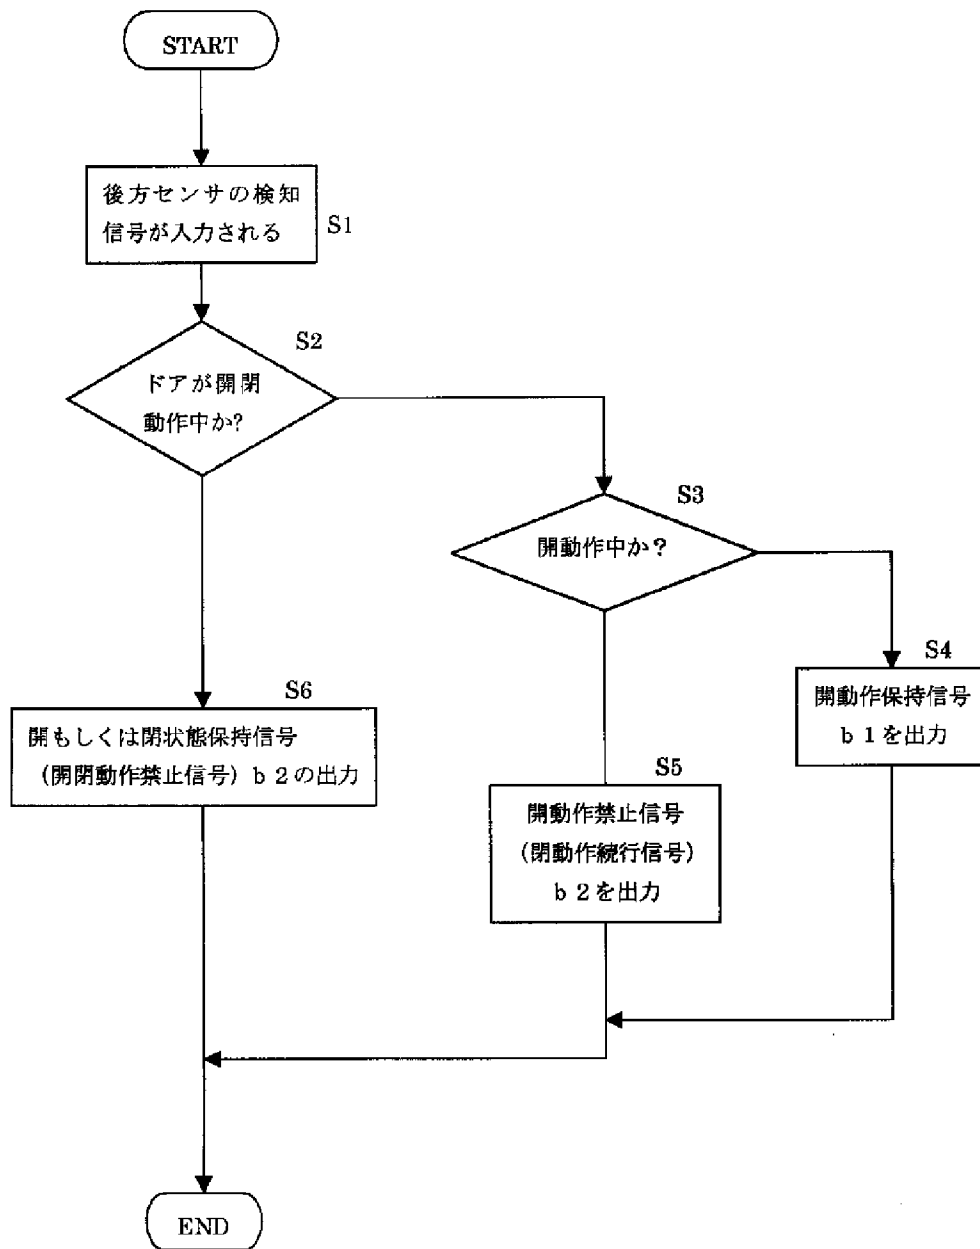 START
後方センサの検知
信号が入力される
S1
S2
ドアが開閉
動作中か?
S3
開動作中か？
S4
開動作保持信号
ｂ１を出力
S6
開もしくは閉状態保持信号
（開閉動作禁止信号）ｂ２の出力
S5
開動作禁止信号
（閉動作続行信号）
ｂ２を出力
END